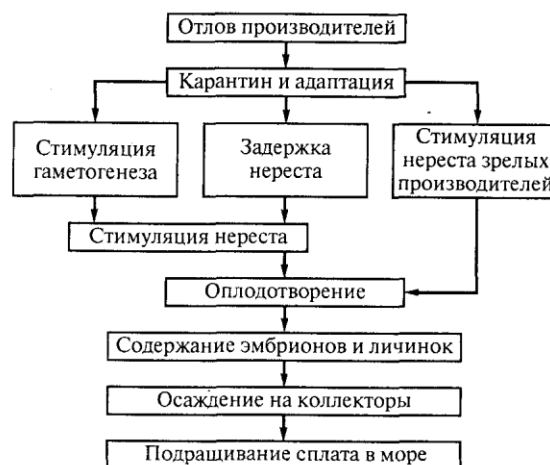 Отлов производителей
Карантин и адаптация
Стимуляция
гаметогенеза
Задержка
нереста
Стимуляция
нереста зрелых
производителей
Стимуляция нереста
Оплодотворение
Содержание эмбрионов и личинок
Осаждение на коллекторы
Подращивание сплата в море